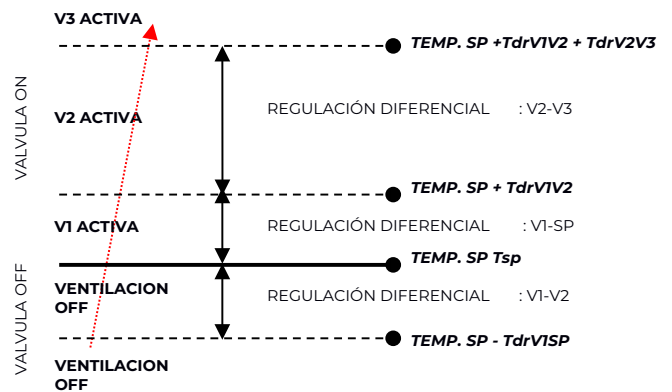 V3 ACTIVA
TEMP. SP +TdrV1V2 + TdrV2V3
VALVULA ON
V2 ACTIVA
REGULACIÓN DIFERENCIAL : V2-V3
TEMP. SP + TdrV1V2
V1 ACTIVA
REGULACIÓN DIFERENCIAL : V1-SP
TEMP. SP Tsp
VALVULA OFF
VENTILACION
OFF
REGULACIÓN DIFERENCIAL : V1-V2
TEMP. SP - TdrV1SP
VENTILACION
OFF